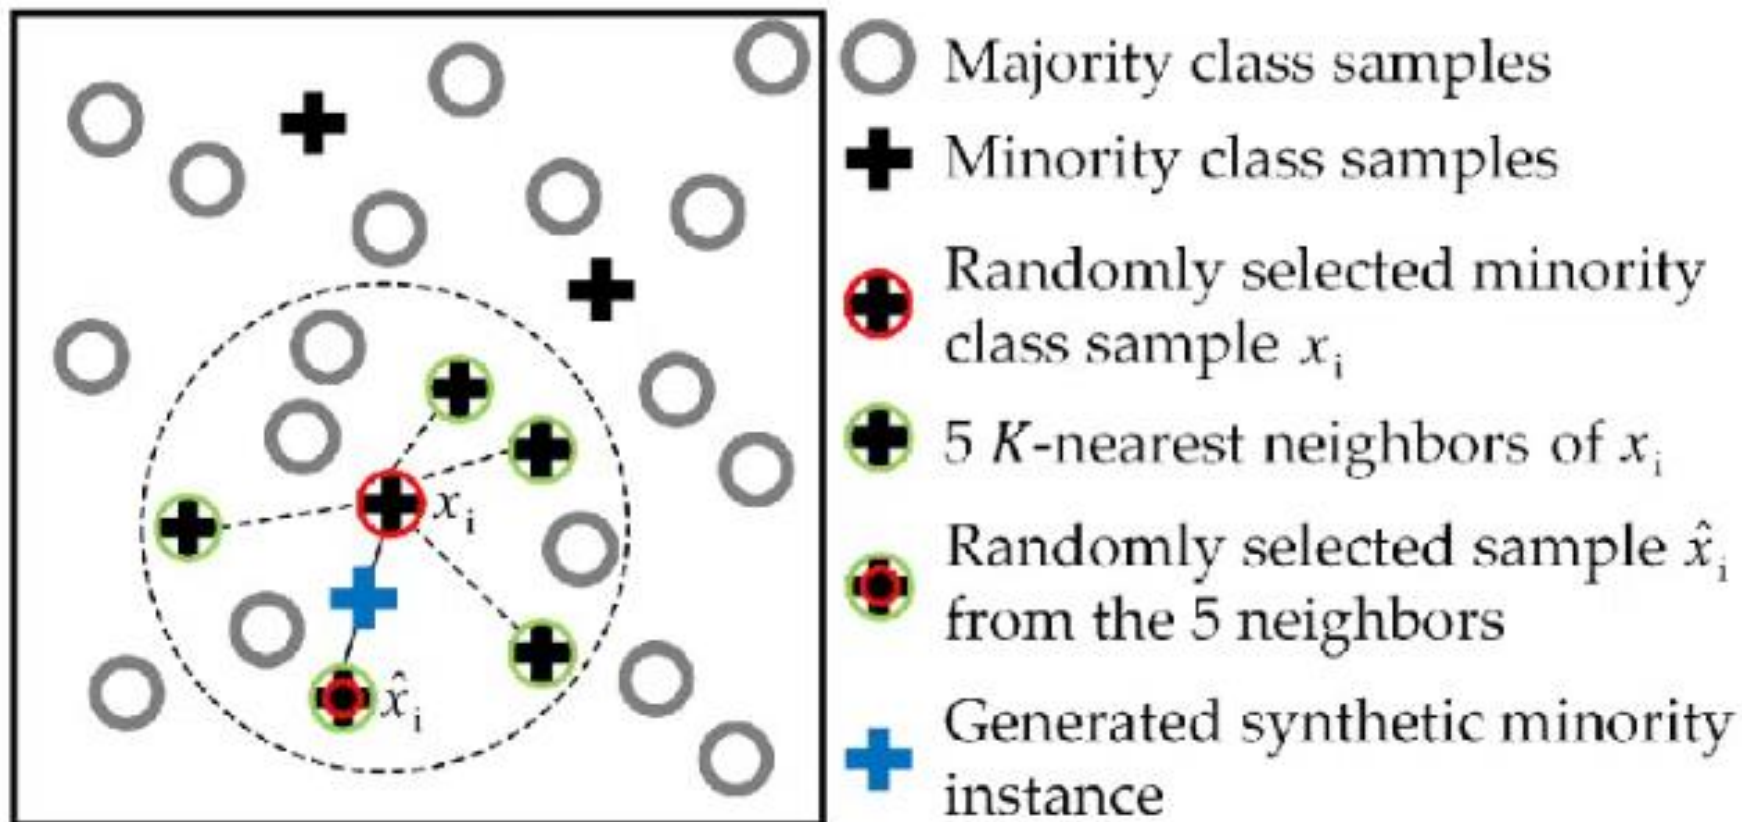 Majority class samples
Minority class samples
Randomly selected minority
class sample xᵢ
5 K-nearest neighbors of xᵢ
Randomly selected sample x̂ᵢ
from the 5 neighbors
Generated synthetic minority
instance
xᵢ
x̂ᵢ